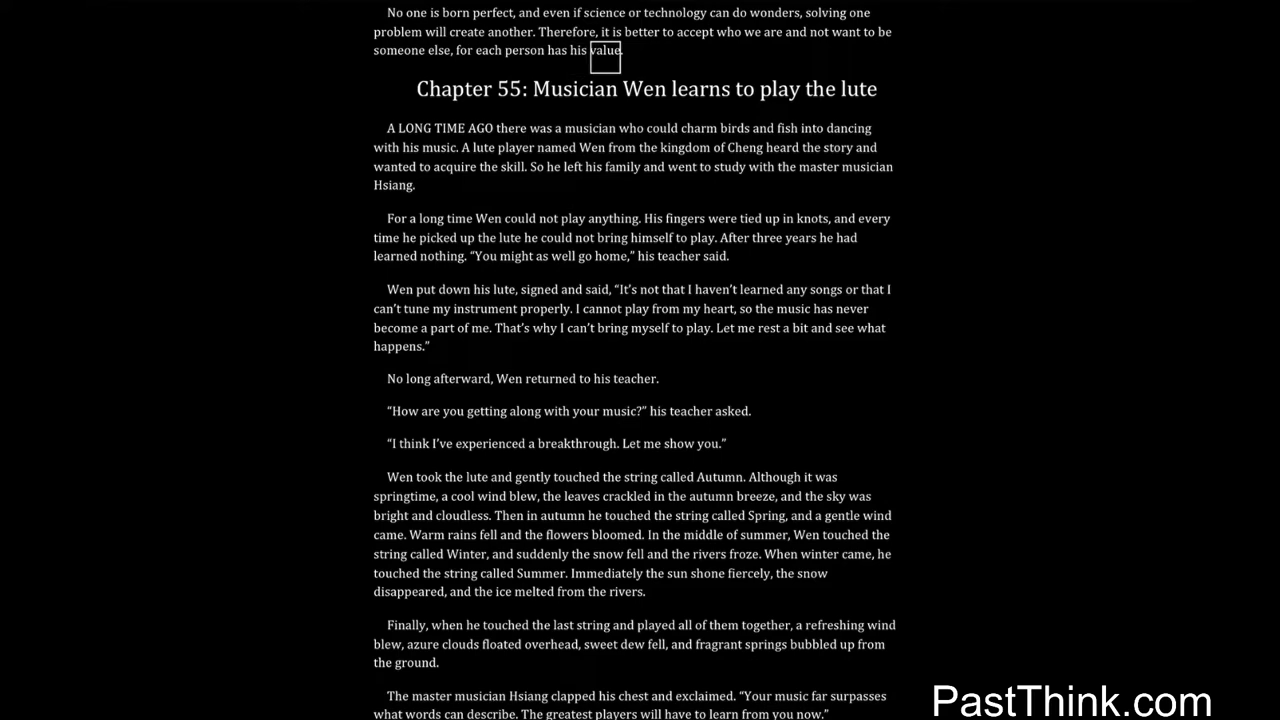 No one is born perfect, and even if science or technology can do wonders, solving one
problem will create another. Therefore, it is better to accept who we are and not want to be
someone else, for each person has his value.
Chapter 55: Musician Wen learns to play the lute
A LONG TIME AGO there was a musician who could charm birds and fish into dancing
with his music. A lute player named Wen from the kingdom of Cheng heard the story and
wanted to acquire the skill. So he left his family and went to study with the master musician
Hsiang.
For a long time Wen could not play anything. His fingers were tied up in knots, and every
time he picked up the lute he could not bring himself to play. After three years he had
learned nothing. “You might as well go home,” his teacher said.
Wen put down his lute, signed and said, “It’s not that I haven’t learned any songs or that I
can’t tune my instrument properly. I cannot play from my heart, so the music has never
become a part of me. That’s why I can’t bring myself to play. Let me rest a bit and see what
happens.”
No long afterward, Wen returned to his teacher.
“How are you getting along with your music?” his teacher asked.
“I think I’ve experienced a breakthrough. Let me show you.”
Wen took the lute and gently touched the string called Autumn. Although it was
springtime, a cool wind blew, the leaves crackled in the autumn breeze, and the sky was
bright and cloudless. Then in autumn he touched the string called Spring, and a gentle wind
came. Warm rains fell and the flowers bloomed. In the middle of summer, Wen touched the
string called Winter, and suddenly the snow fell and the rivers froze. When winter came, he
touched the string called Summer. Immediately the sun shone fiercely, the snow
disappeared, and the ice melted from the rivers.
Finally, when he touched the last string and played all of them together, a refreshing wind
blew, azure clouds floated overhead, sweet dew fell, and fragrant springs bubbled up from
the ground.
The master musician Hsiang clapped his chest and exclaimed. “Your music far surpasses
what words can describe. The greatest players will have to learn from you now.”
PastThink.com